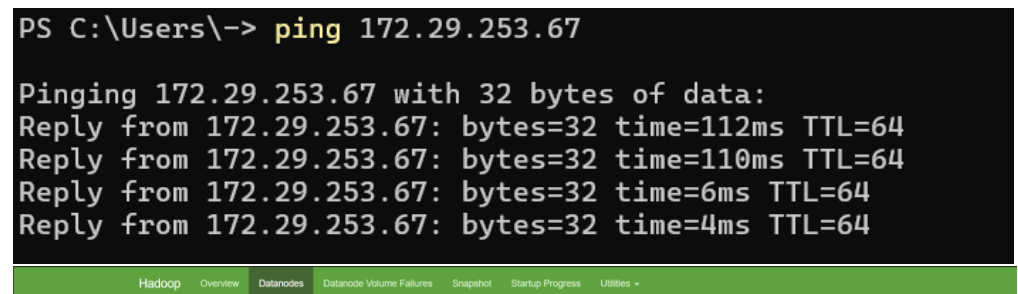 PS C:\Users\-> ping 172.29.253.67
Pinging 172.29.253.67 with 32 bytes of data:
Reply from 172.29.253.67: bytes=32 time=112ms TTL=64
Reply from 172.29.253.67: bytes=32 time=110ms TTL=64
Reply from 172.29.253.67: bytes=32 time=6ms TTL=64
Reply from 172.29.253.67: bytes=32 time=4ms TTL=64
Hadoop Overview Datanodes Datanode Volume Failures Snapshot Startup Progress Utilities